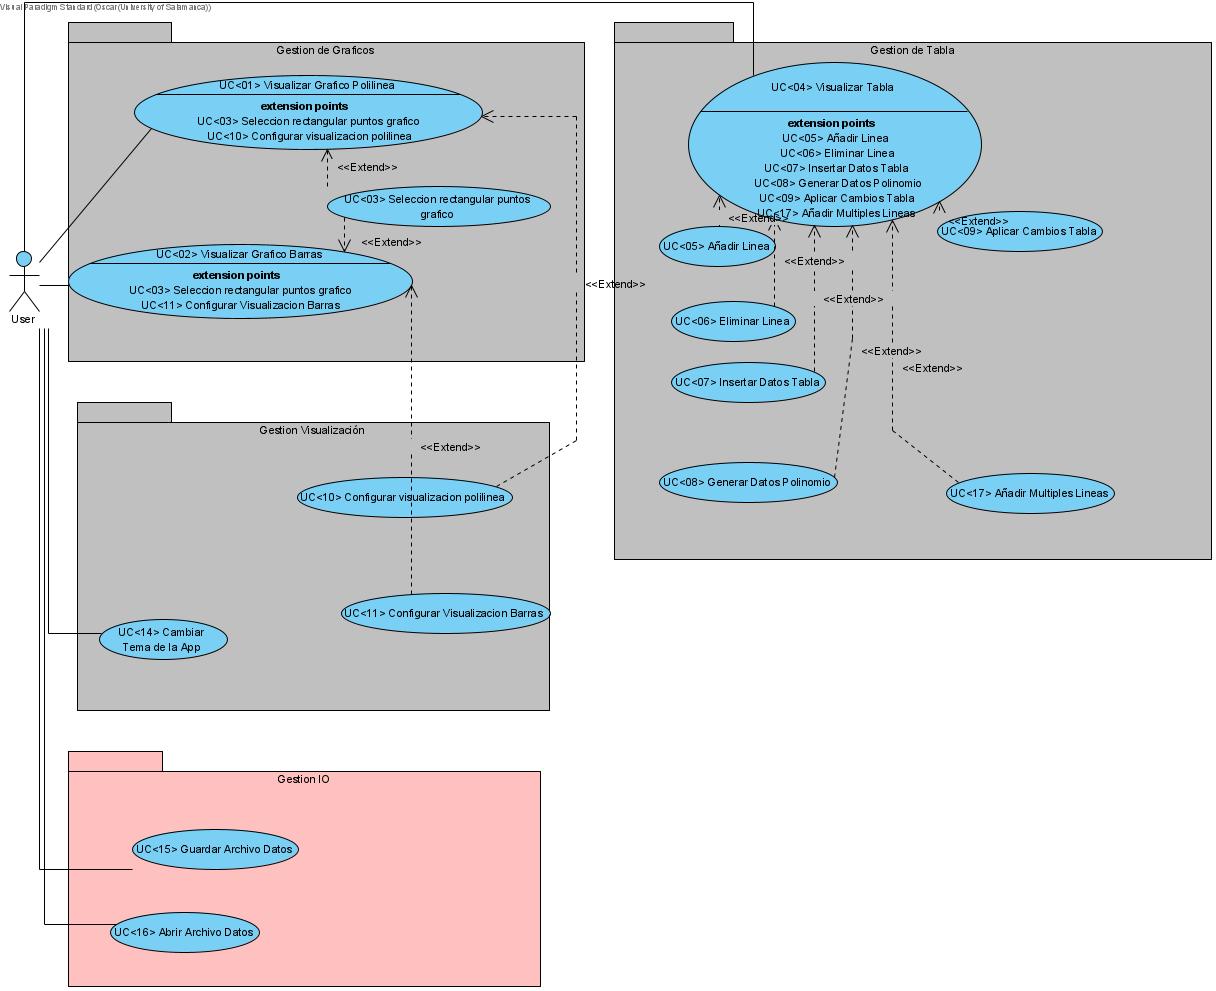 Visual Paradigm Standard(Oscar(University of Salamanca))
Gestion de Graficos
UC<01> Visualizar Grafico Polilinea
extension points
UC<03> Seleccion rectangular puntos grafico
UC<10> Configurar visualizacion polilinea
<<Extend>>
UC<03> Seleccion rectangular puntos
grafico
<<Extend>>
UC<02> Visualizar Grafico Barras
extension points
UC<03> Seleccion rectangular puntos grafico
UC<11> Configurar Visualizacion Barras
User
<<Extend>>
Gestion de Tabla
UC<04> Visualizar Tabla
extension points
UC<05> Añadir Linea
UC<06> Eliminar Linea
UC<07> Insertar Datos Tabla
UC<08> Generar Datos Polinomio
UC<09> Aplicar Cambios Tabla
UC<17> Añadir Multiples Lineas
<<Extend>>
<<Extend>>
UC<09> Aplicar Cambios Tabla
UC<05> Añadir Linea
<<Extend>>
<<Extend>>
UC<06> Eliminar Linea
<<Extend>>
<<Extend>>
UC<07> Insertar Datos Tabla
UC<08> Generar Datos Polinomio
UC<17> Añadir Multiples Lineas
Gestion Visualización
<<Extend>>
UC<10> Configurar visualizacion polilinea
UC<11> Configurar Visualizacion Barras
UC<14> Cambiar
Tema de la App
Gestion IO
UC<15> Guardar Archivo Datos
UC<16> Abrir Archivo Datos